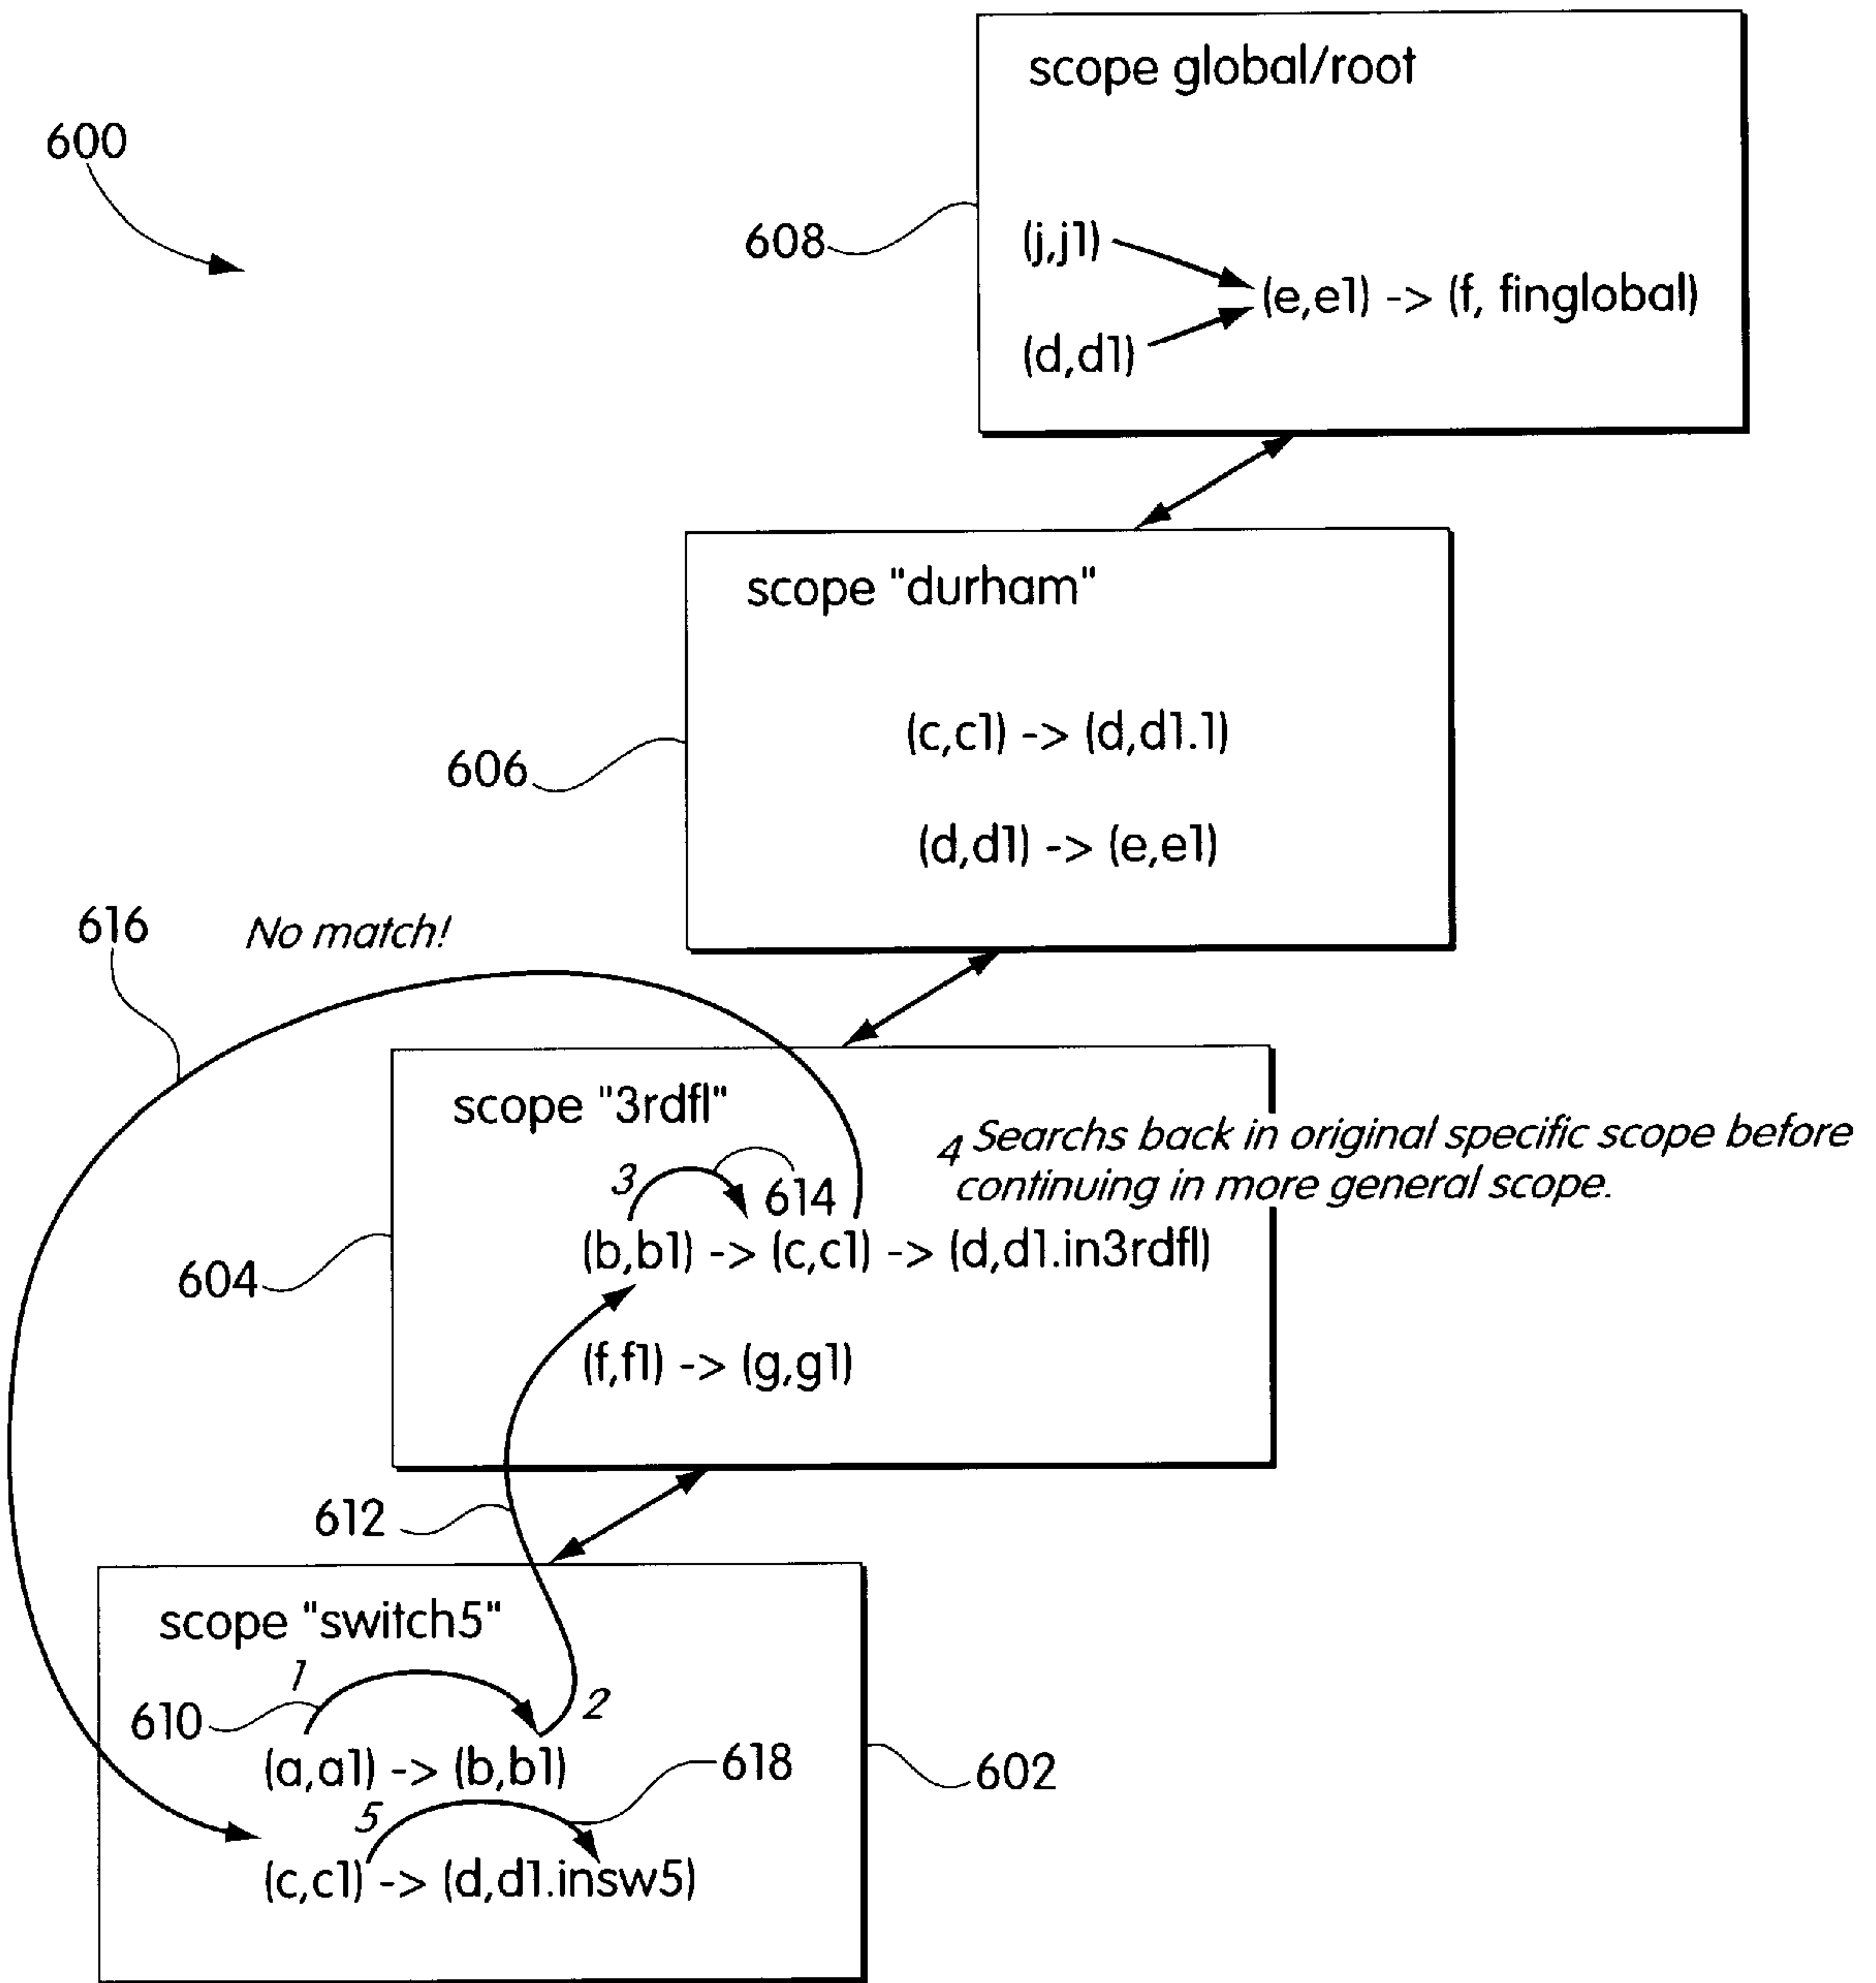 scope global/root
600
608
(j,j1)
(e,e1) -> (f, finglobal)
(d,d1)
scope "durham"
(c,c1) -> (d,d1.1)
606
(d,d1) -> (e,e1)
616
No match!
scope "3rdfl"
4 Searchs back in original specific scope before
continuing in more general scope.
3
614
(b,b1) -> (c,c1) -> (d,d1.in3rdfl)
604
(f,f1) -> (g,g1)
612
scope "switch5"
1
2
610
(a,a1) -> (b,b1)
618
602
5
(c,c1) -> (d,d1.insw5)